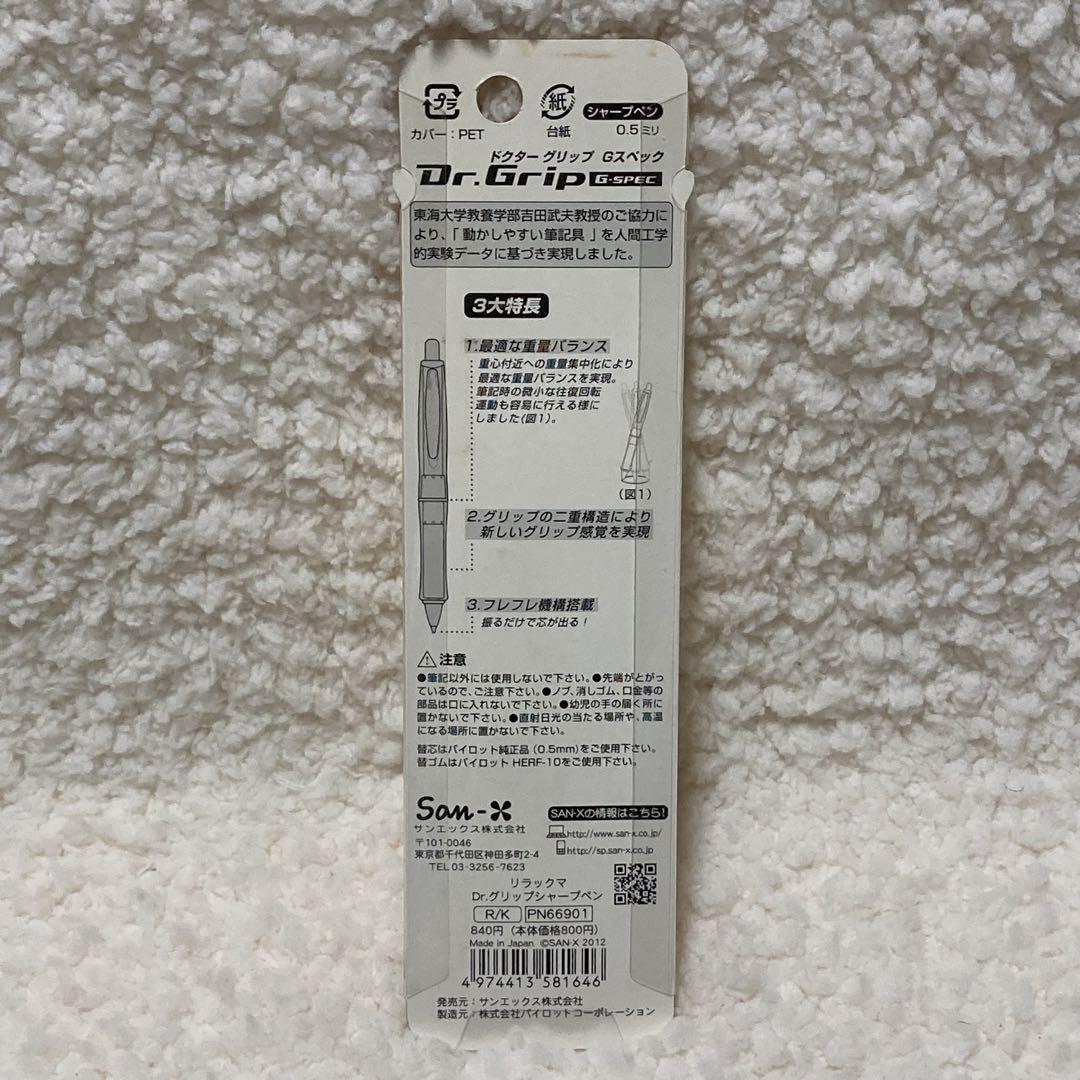 プラ
カバー：PET
紙
台紙
シャープペン
0.5ミリ
ドクター グリップ Gスペック
Dr.Grip G-SPEC
東海大学教養学部吉田武夫教授のご協力に
より、「 動かしやすい筆記具 」を人間工学
的実験データに基づき実現しました。
3大特長
1.最適な重量バランス
重心付近への重量集中化により
最適な重量バランスを実現。
筆記時の微小な往復回転
運動も容易に行える様に
しました(図1)。
(図1)
2.グリップの二重構造により
新しいグリップ感覚を実現
3.フレフレ機構搭載
振るだけで芯が出る！
注意
●筆記以外には使用しないで下さい。●先端がとがっ
ているので、ご注意下さい。●ノブ、消しゴム、口金等の
部品は口に入れないで下さい。●幼児の手の届く所に
置かないで下さい。●直射日光の当たる場所や、高温
になる場所に置かないで下さい。
替芯はパイロット純正品（0.5mm）をご使用下さい。
替ゴムはパイロット HERF-10をご使用下さい。
San-X
サンエックス株式会社
〒101-0046
東京都千代田区神田多町2-4
TEL 03-3256-7623
SAN-Xの情報はこちら！
http://www.san-x.co.jp/
http://sp.san-x.co.jp
リラックマ
Dr.グリップシャープペン
R/K PN66901
840円（本体価格800円）
Made in Japan ©SAN-X 2012
4 974413 581646
発売元：サンエックス株式会社
製造元：株式会社パイロットコーポレーション